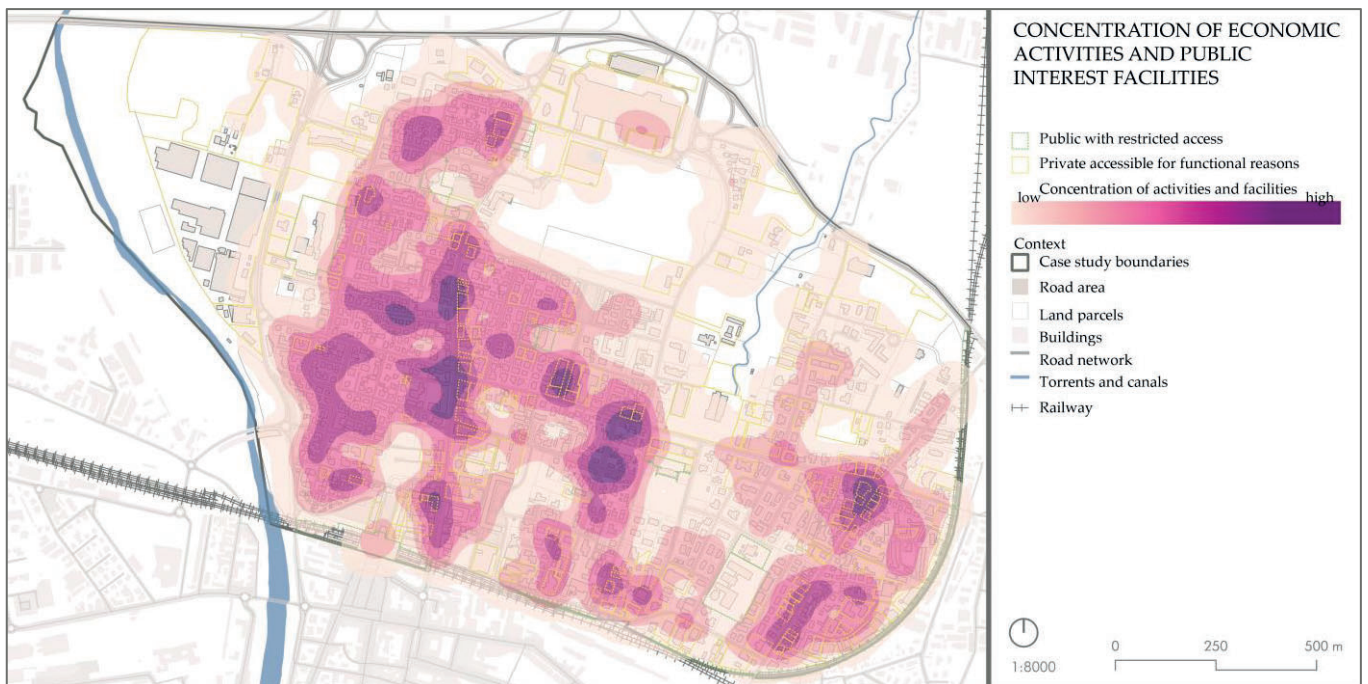 CONCENTRATION OF ECONOMIC
ACTIVITIES AND PUBLIC
INTEREST FACILITIES
Public with restricted access
Private accessible for functional reasons
Concentration of activities and facilities
low high
Context
Case study boundaries
Road area
Land parcels
Buildings
Road network
Torrents and canals
Railway
1:8000
0 250 500 m